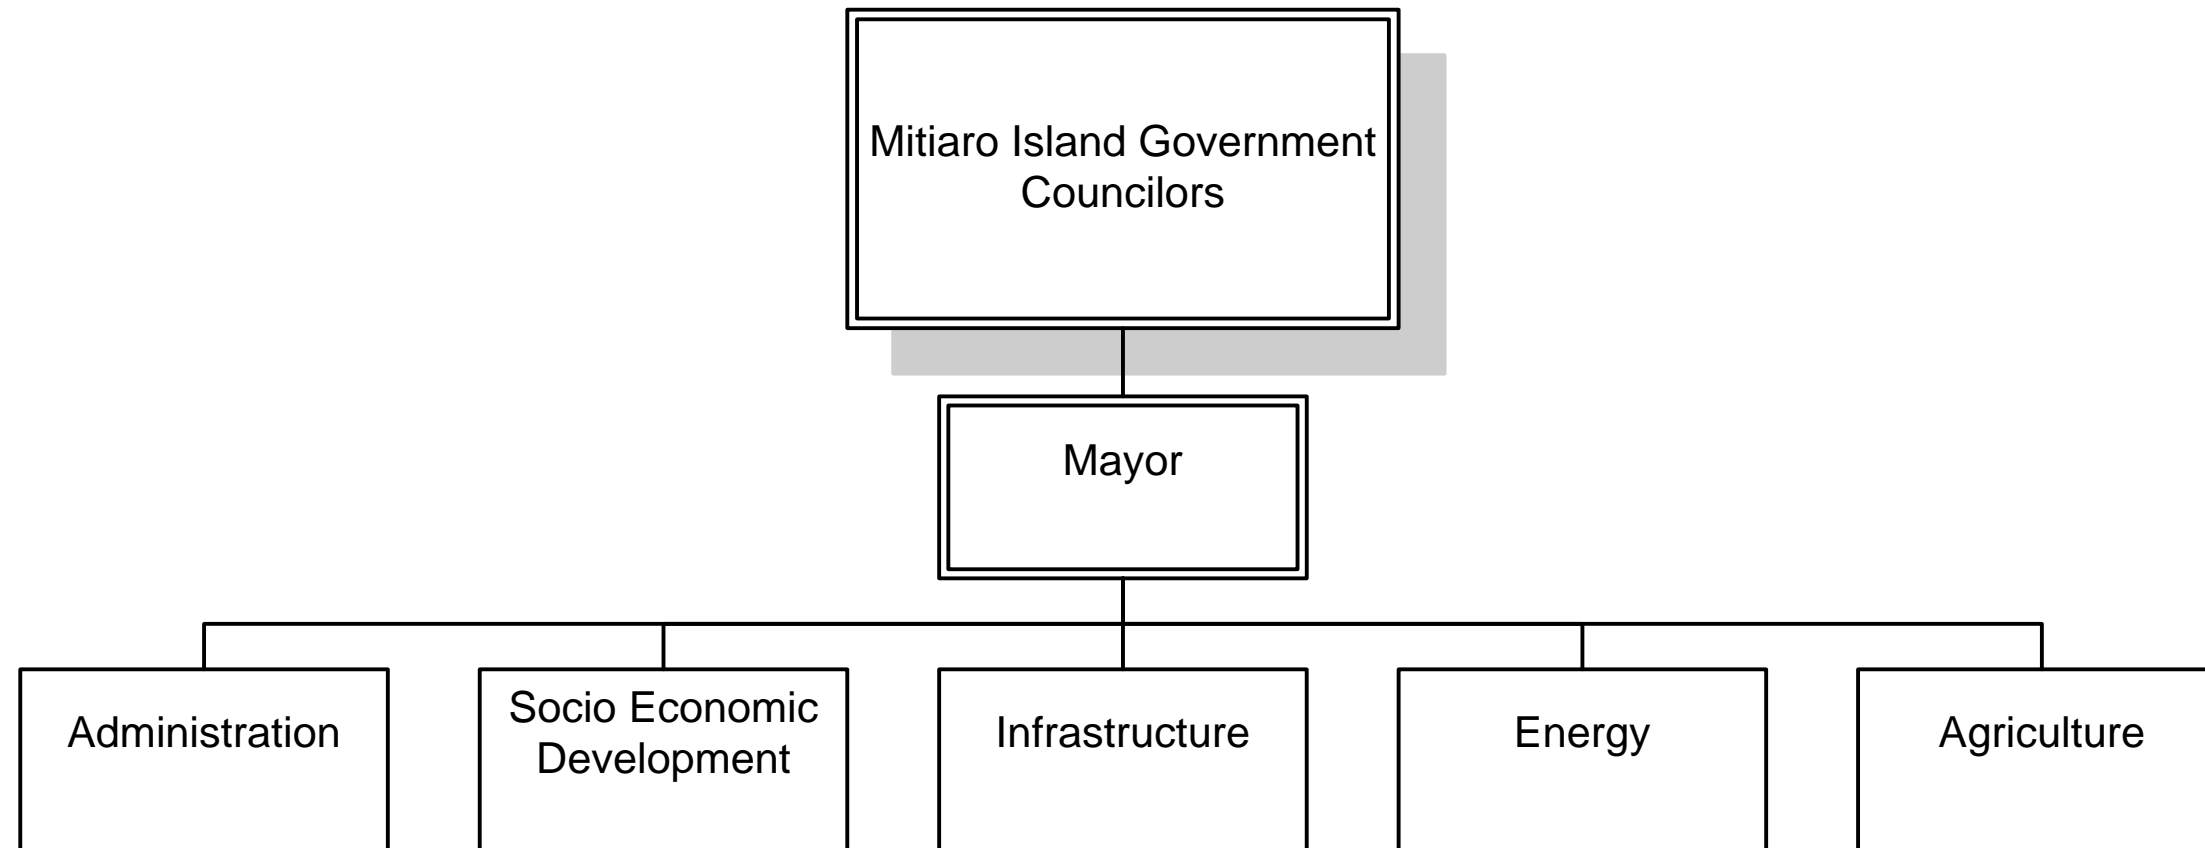 Mitiaro Island Government
Councilors
Mayor
Administration
Socio Economic
Development
Infrastructure
Energy
Agriculture